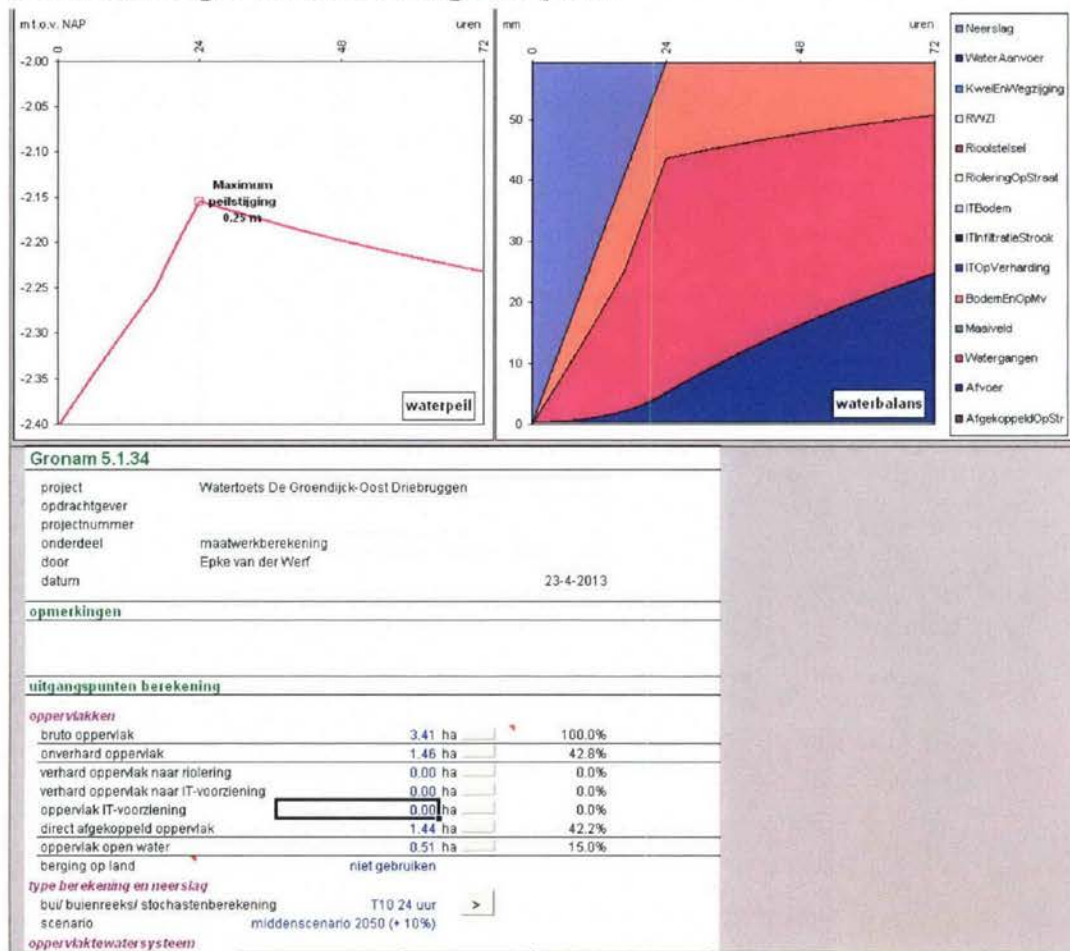 m t.o.v. NAP uren
0 24 48 72
-2.00
-2.05
-2.10
-2.15
-2.20
-2.25
-2.30
-2.35
-2.40
Maximum
peilstijging
0.25 m
waterpeil
mm uren
0 24 48 72
50
40
30
20
10
0
waterbalans
Neerslag
WaterAanvoer
KwelEnWegzijging
RWZI
Rioolstelsel
RioleringOpStraat
ITBodem
ITInfiltratieStrook
ITOpVerharding
BodemEnOpMv
Maaiveld
Watergangen
Afvoer
AfgekoppeldOpStr
Gronam 5.1.34
project Watertoets De Groendijck-Oost Driebruggen
opdrachtgever
projectnummer
onderdeel maatwerkberekening
door Epke van der Werf
datum 23-4-2013
opmerkingen
uitgangspunten berekening
oppervlakken
bruto oppervlak 3.41 ha 100.0%
onverhard oppervlak 1.46 ha 42.8%
verhard oppervlak naar riolering 0.00 ha 0.0%
verhard oppervlak naar IT-voorziening 0.00 ha 0.0%
oppervlak IT-voorziening 0.00 ha 0.0%
direct afgekoppeld oppervlak 1.44 ha 42.2%
oppervlak open water 0.51 ha 15.0%
berging op land niet gebruiken
type berekening en neerslag
bui/ buienreeks/ stochastenberekening T10 24 uur >
scenario middenscenario 2050 (+ 10%)
oppervlaktewatersysteem